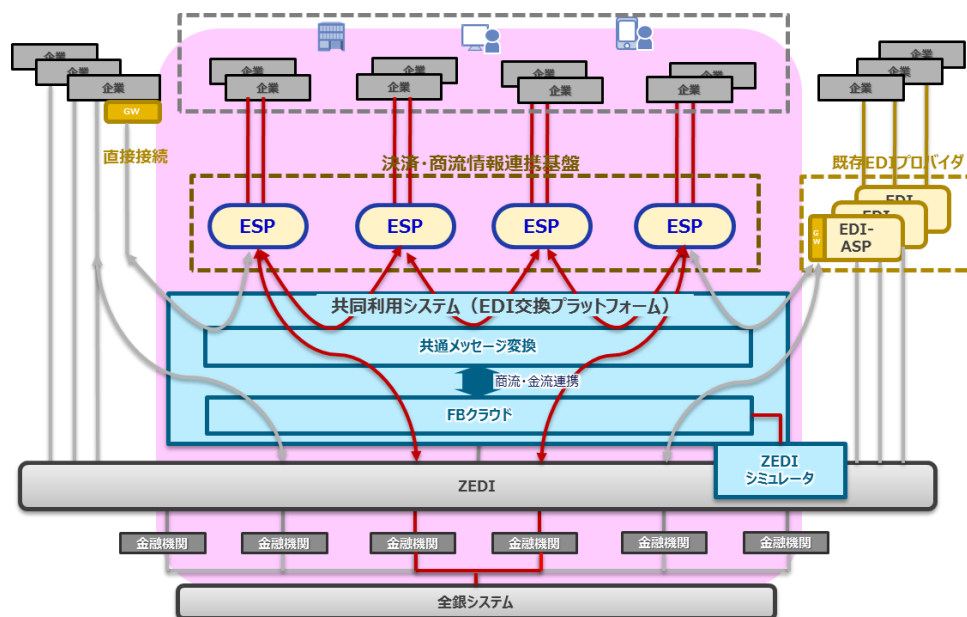 企業
企業
企業
GW
直接接続
企業
企業
企業
企業
企業
企業
企業
企業
企業
企業
企業
決済・商流情報連携基盤
既存EDIプロバイダ
ESP
ESP
ESP
ESP
EDI
EDI
GW
EDI-
ASP
共同利用システム(EDI交換プラットフォーム)
共通メッセージ変換
商流・金流連携
FBクラウド
ZEDI
シミュレータ
ZEDI
金融機関
金融機関
金融機関
金融機関
金融機関
金融機関
全銀システム